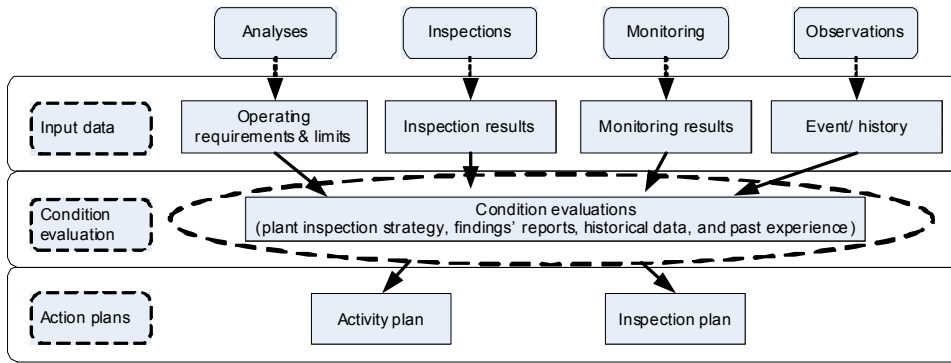 Analyses
Inspections
Monitoring
Observations
Input data
Operating
requirements & limits
Inspection results
Monitoring results
Event/ history
Condition
evaluation
Condition evaluations
(plant inspection strategy, findings' reports, historical data, and past experience)
Action plans
Activity plan
Inspection plan